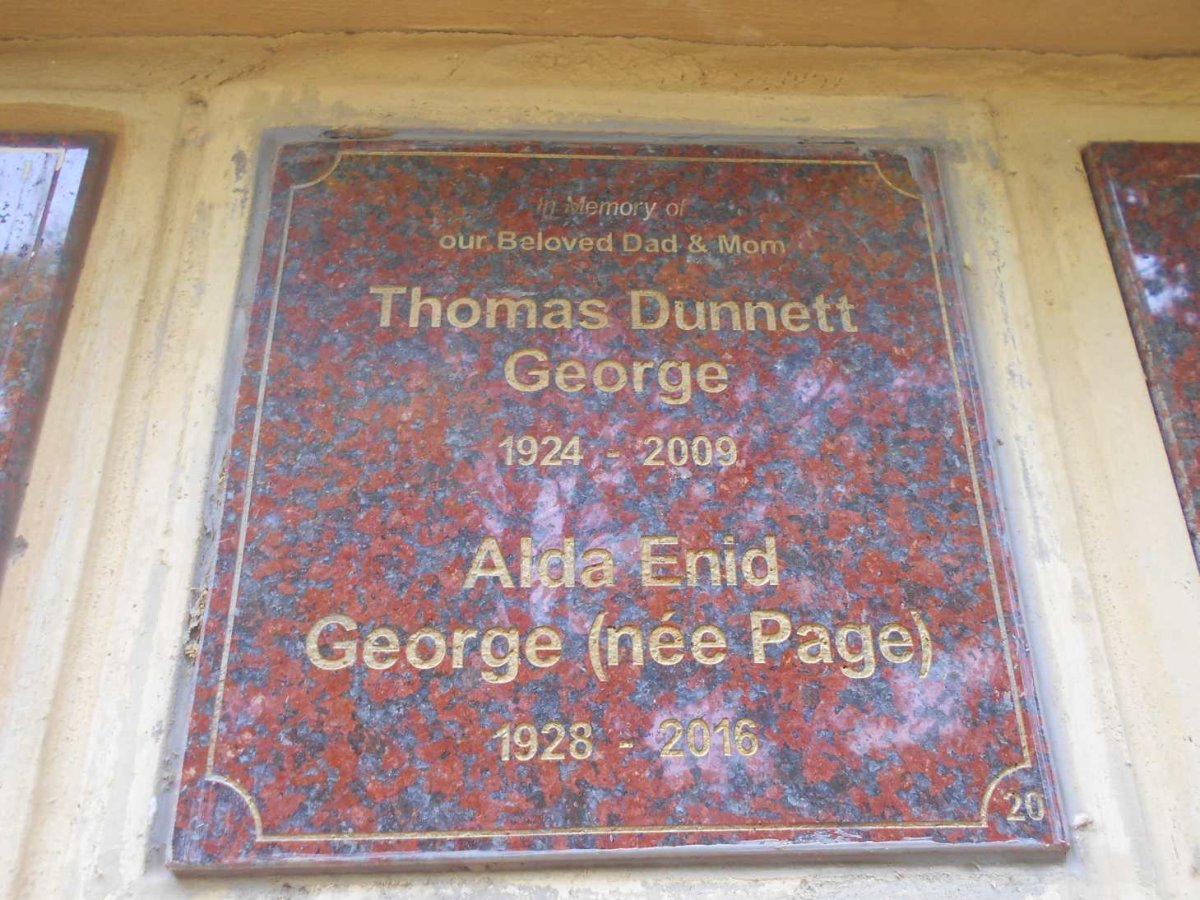 In Memory of
our Beloved Dad & Mom
Thomas Dunnett
George
1924 - 2009
Alda Enid
George (née Page)
1928 - 2016
20